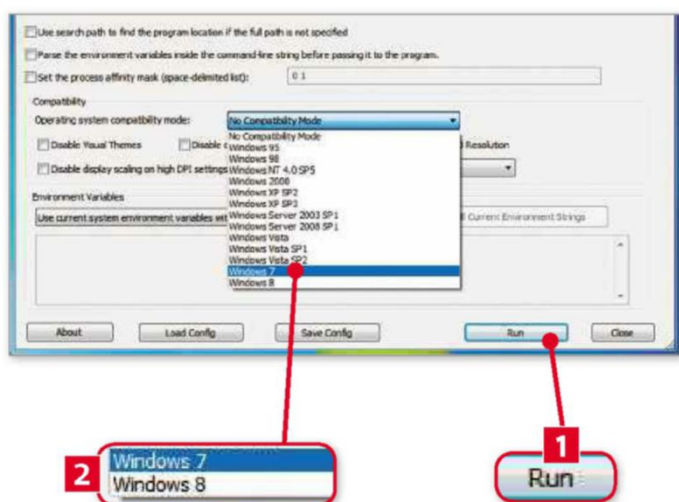 Use search path to find the program location if the full path is not specified
Parse the environment variables inside the command-line string before passing it to the program.
Set the process affinity mask (space-delimited list): 0 1
Compatibility
Operating system compatibility mode: No Compatibility Mode
No Compatibility Mode
Windows 95
Disable Visual Themes Disable Resolution
Windows 98
Windows NT 4.0 SP5
Disable display scaling on high DPI settings
Windows 2000
Windows XP SP2
Environment Variables
Windows XP SP3
Use current system environment variables Windows Server 2003 SP1 Current Environment Strings
Windows Server 2008 SP1
Windows Vista
Windows Vista SP1
Windows Vista SP2
Windows 7
Windows 8
About Load Config Save Config Run Close
1
2 Windows 7
Windows 8
Run